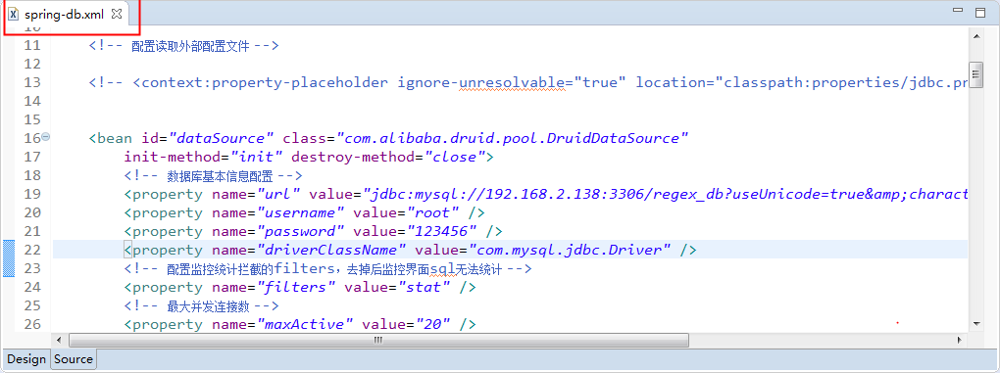 spring-db.xml
10
11 <!-- 配置读取外部配置文件 -->
12
13 <!-- <context:property-placeholder ignore-unresolvable="true" location="classpath:properties/jdbc.pr
14
15
16 <bean id="dataSource" class="com.alibaba.druid.pool.DruidDataSource"
17 init-method="init" destroy-method="close">
18 <!-- 数据库基本信息配置 -->
19 <property name="url" value="jdbc:mysql://192.168.2.138:3306/regex_db?useUnicode=true&amp;charact
20 <property name="username" value="root" />
21 <property name="password" value="123456" />
22 <property name="driverClassName" value="com.mysql.jdbc.Driver" />
23 <!-- 配置监控统计拦截的filters，去掉后监控界面sql无法统计 -->
24 <property name="filters" value="stat" />
25 <!-- 最大并发连接数 -->
26 <property name="maxActive" value="20" />
Design Source